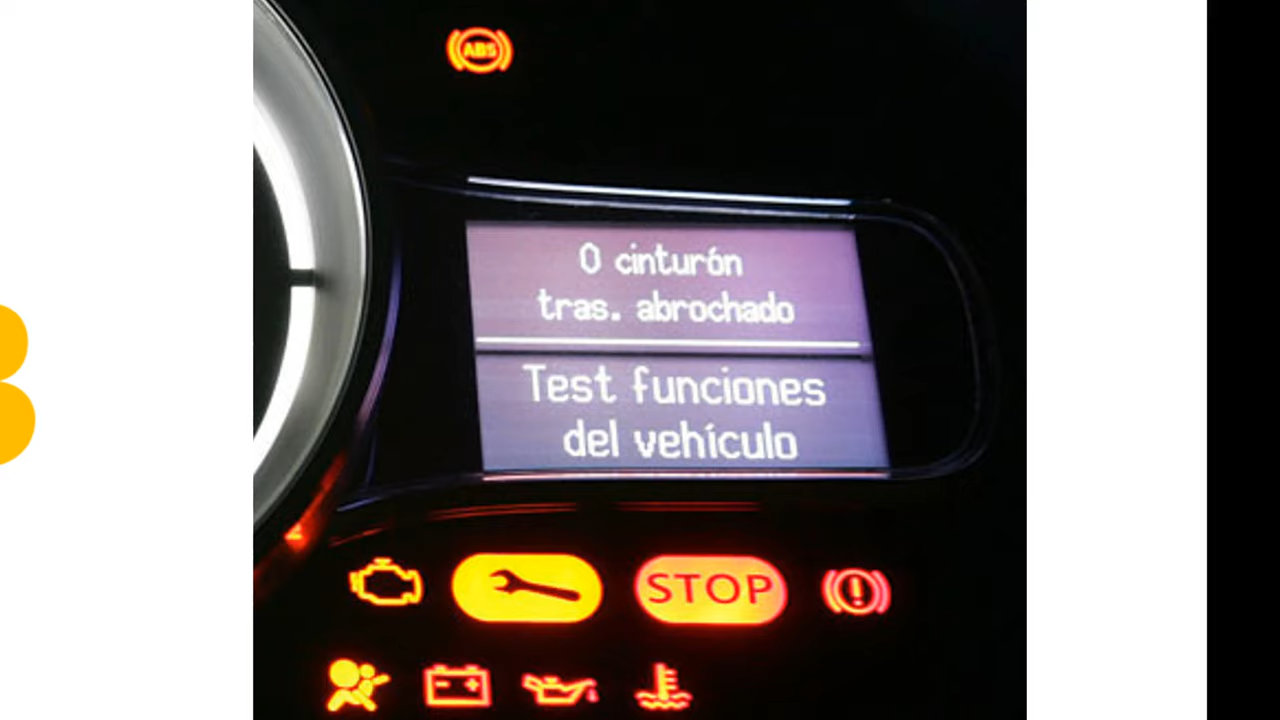 ABS
0 cinturón
tras. abrochado
Test funciones
del vehículo
STOP